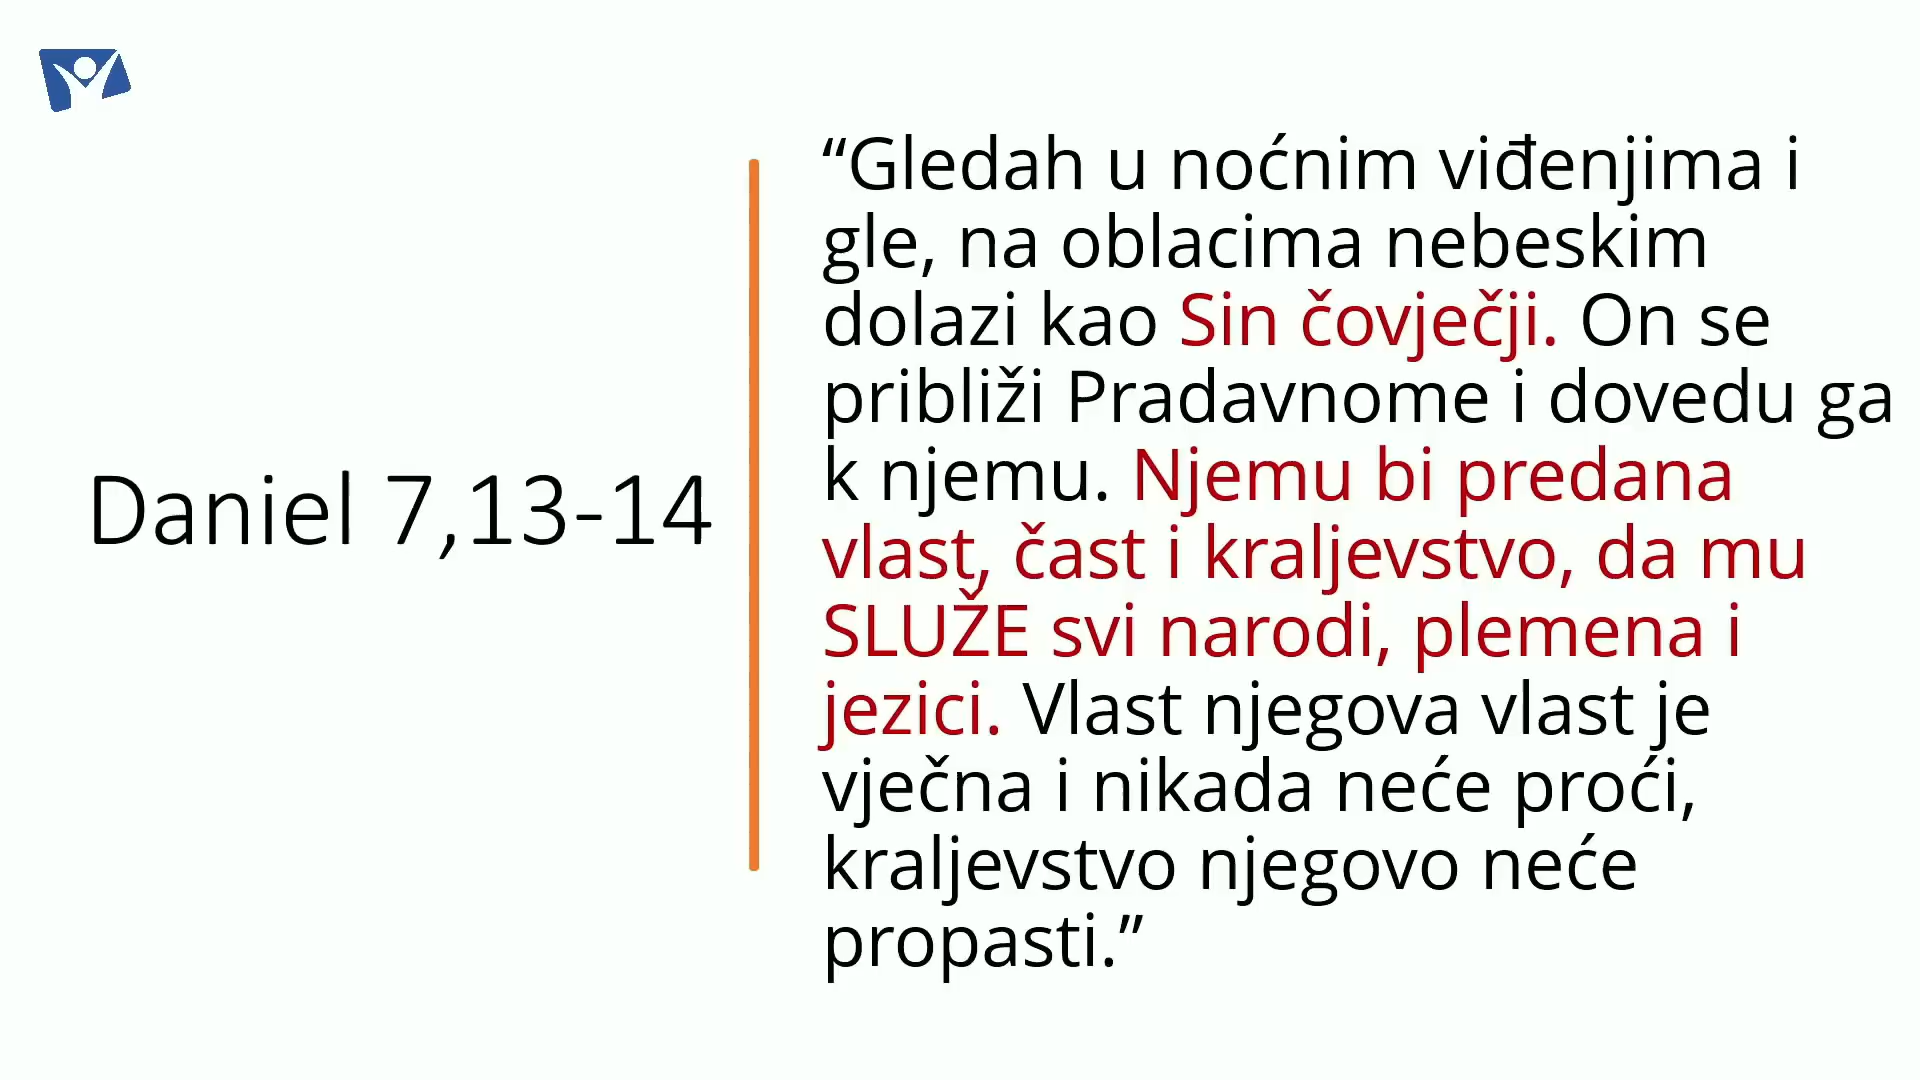 Daniel 7,13-14
“Gledah u noćnim viđenjima i
gle, na oblacima nebeskim
dolazi kao Sin čovječji. On se
približi Pradavnome i dovedu ga
k njemu. Njemu bi predana
vlast, čast i kraljevstvo, da mu
SLUŽE svi narodi, plemena i
jezici. Vlast njegova vlast je
vječna i nikada neće proći,
kraljevstvo njegovo neće
propasti.”